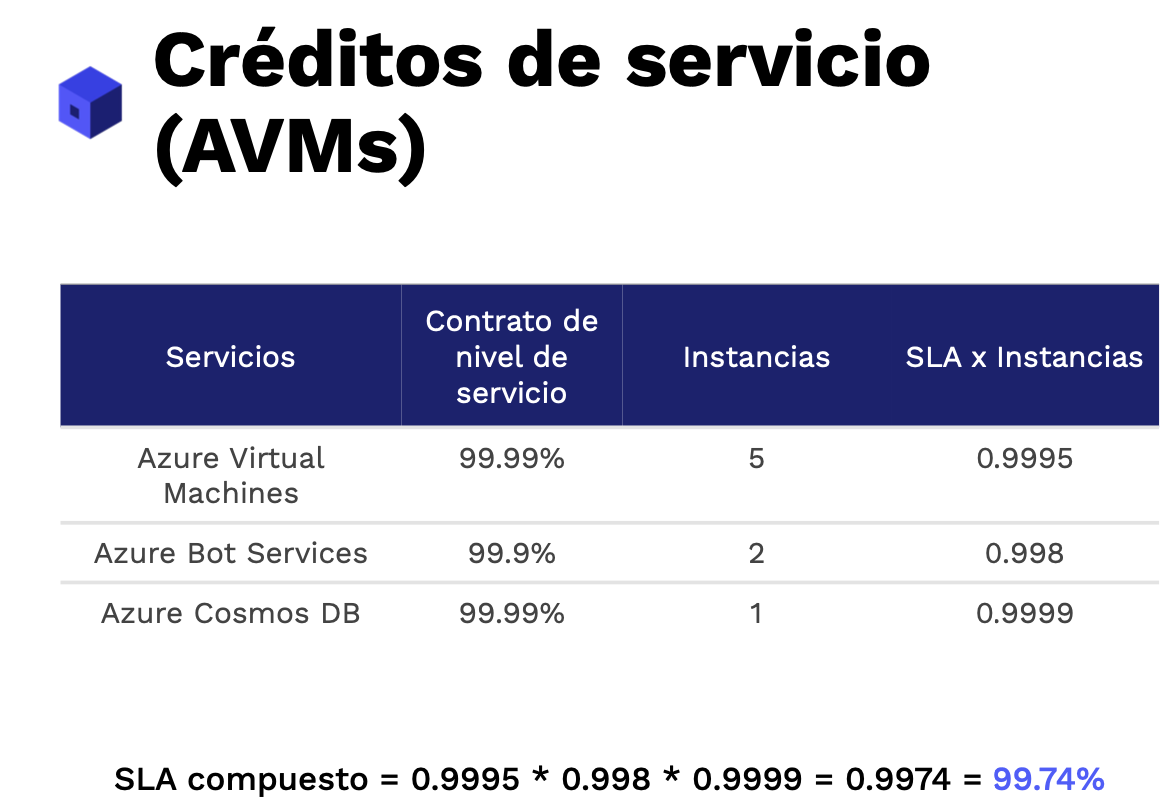 Créditos de servicio
(AVMs)
Servicios
Contrato de
nivel de
servicio
Instancias
SLA x Instancias
Azure Virtual
Machines
99.99%
5
0.9995
Azure Bot Services
99.9%
2
0.998
Azure Cosmos DB
99.99%
1
0.9999
SLA compuesto = 0.9995 * 0.998 * 0.9999 = 0.9974 = 99.74%